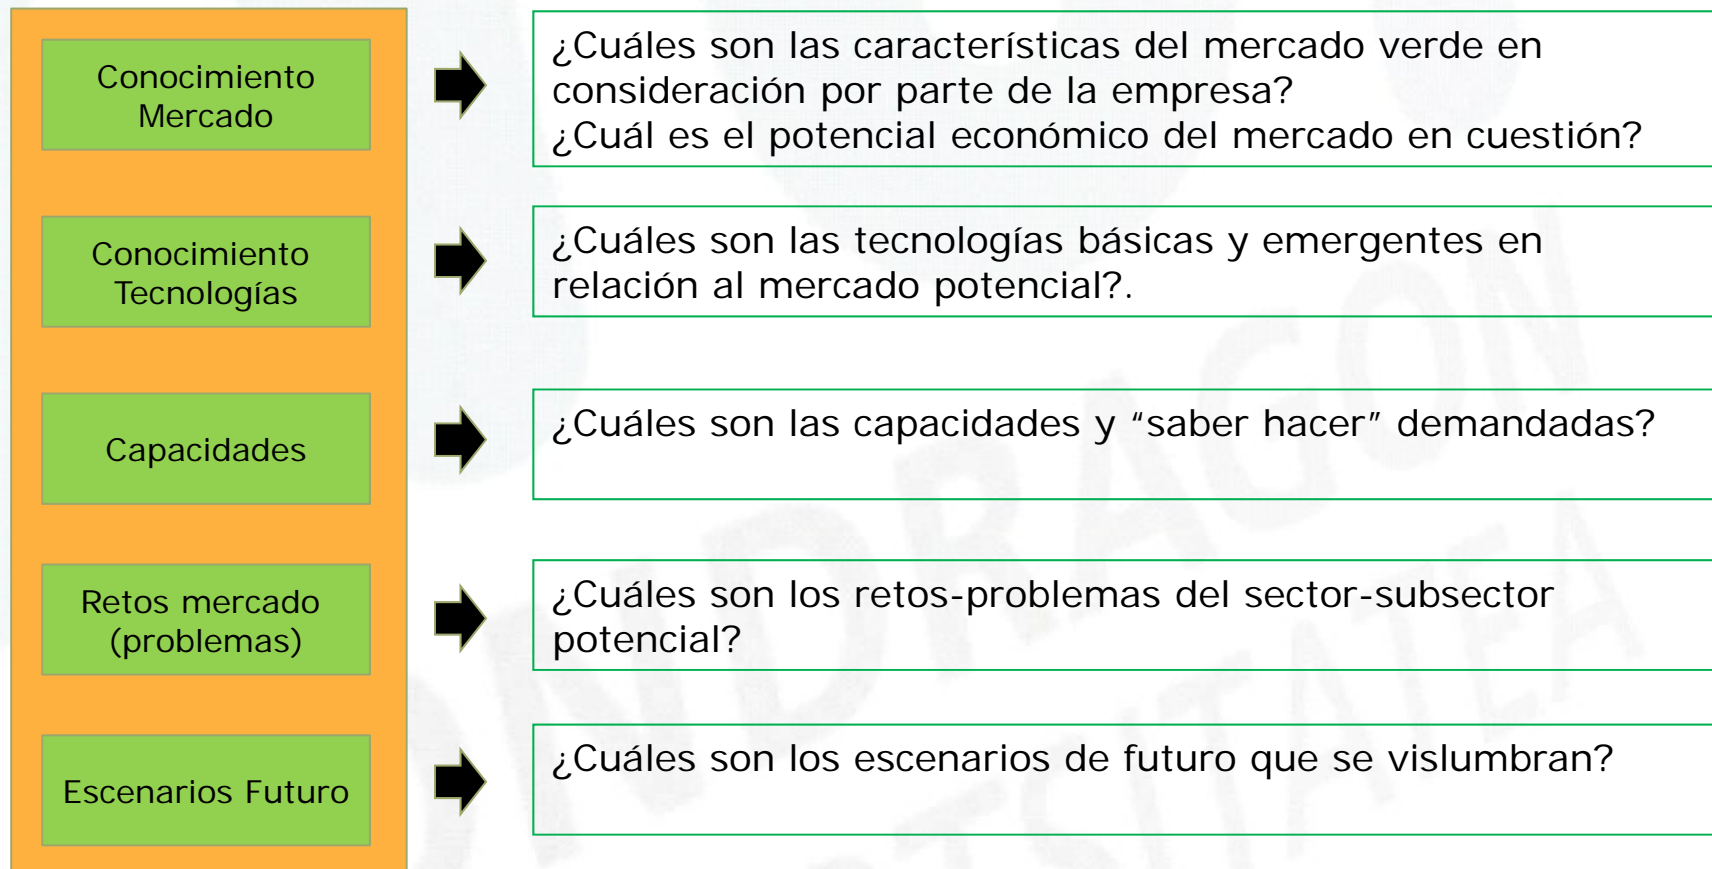 Conocimiento
Mercado
¿Cuáles son las características del mercado verde en
consideración por parte de la empresa?
¿Cuál es el potencial económico del mercado en cuestión?
Conocimiento
Tecnologías
¿Cuáles son las tecnologías básicas y emergentes en
relación al mercado potencial?.
Capacidades
¿Cuáles son las capacidades y “saber hacer” demandadas?
Retos mercado
(problemas)
¿Cuáles son los retos-problemas del sector-subsector
potencial?
Escenarios Futuro
¿Cuáles son los escenarios de futuro que se vislumbran?
ONDRAGON
RTSITATEA